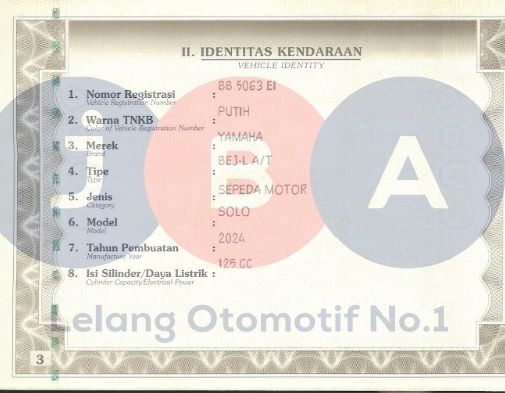 II. IDENTITAS KENDARAAN
VEHICLE IDENTITY
1. Nomor Registrasi : BB 5063 EI
Vehicle Registration Number
2. Warna TNKB : PUTIH
Color of Vehicle Registration Number
3. Merek : YAMAHA
Brand
4. Tipe : BEJ-L A/T
Type
5. Jenis : SEPEDA MOTOR
Category
6. Model : SOLO
Model
7. Tahun Pembuatan : 2024
Manufacture Year
8. Isi Silinder/Daya Listrik : 125 CC
Cylinder Capacity/Electrical Power
JBA
Lelang Otomotif No.1
3